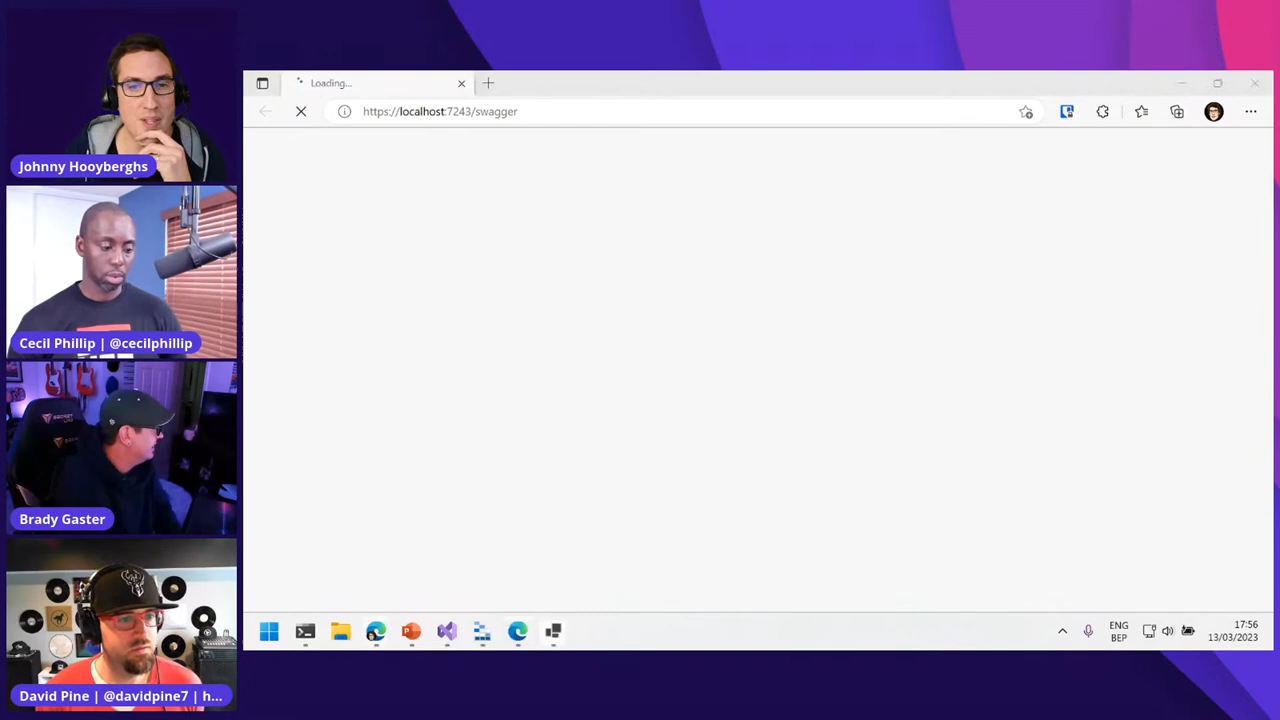 Johnny Hooyberghs
Cecil Phillip | @cecilphillip
Brady Gaster
David Pine | @davidpine7 | h...
Loading...
https://localhost:7243/swagger
ENG
BEP
17:56
13/03/2023